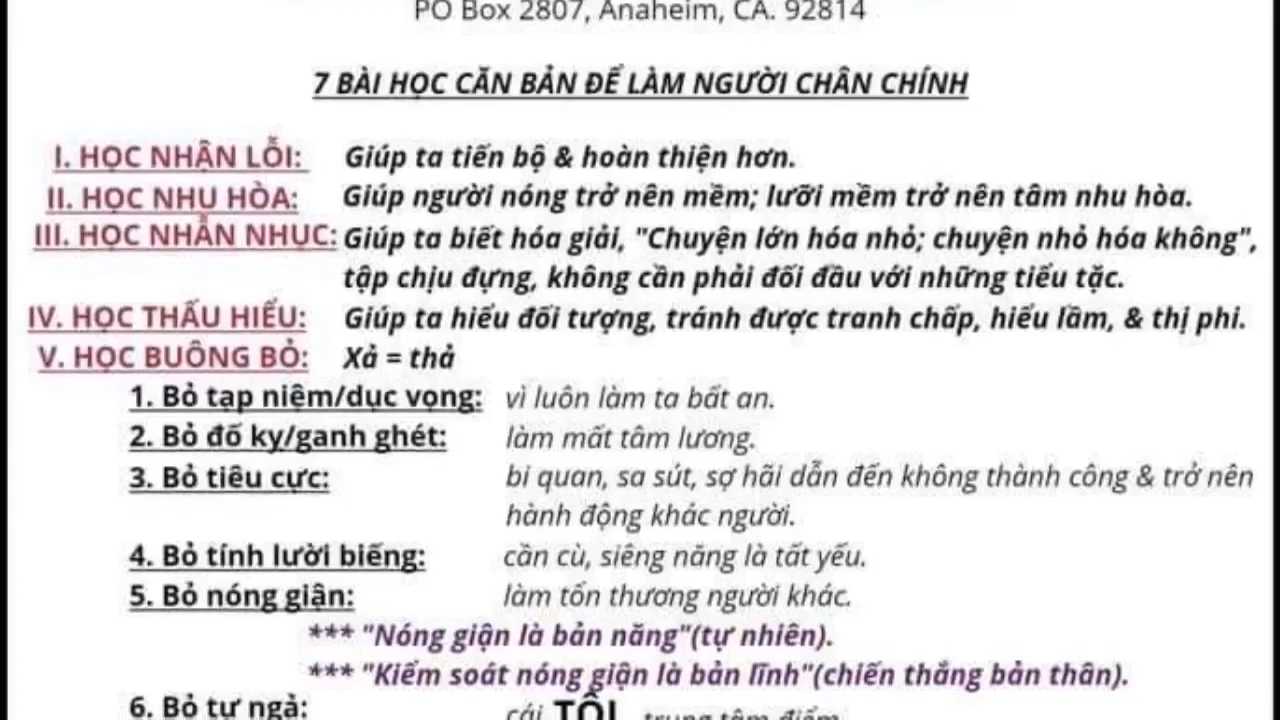 PO Box 2807, Anaheim, CA. 92814
7 BÀI HỌC CĂN BẢN ĐỂ LÀM NGƯỜI CHÂN CHÍNH
I. HỌC NHẬN LỖI: Giúp ta tiến bộ & hoàn thiện hơn.
II. HỌC NHU HÒA: Giúp người nóng trở nên mềm; lưỡi mềm trở nên tâm nhu hòa.
III. HỌC NHẪN NHỤC: Giúp ta biết hóa giải, "Chuyện lớn hóa nhỏ; chuyện nhỏ hóa không",
tập chịu đựng, không cần phải đối đầu với những tiểu tặc.
IV. HỌC THẤU HIỂU: Giúp ta hiểu đối tượng, tránh được tranh chấp, hiểu lầm, & thị phi.
V. HỌC BUÔNG BỎ: Xả = thả
1. Bỏ tạp niệm/dục vọng: vì luôn làm ta bất an.
2. Bỏ đố kỵ/ganh ghét: làm mất tâm lương.
3. Bỏ tiêu cực: bi quan, sa sút, sợ hãi dẫn đến không thành công & trở nên
hành động khác người.
4. Bỏ tính lười biếng: cần cù, siêng năng là tất yếu.
5. Bỏ nóng giận: làm tổn thương người khác.
*** "Nóng giận là bản năng"(tự nhiên).
*** "Kiểm soát nóng giận là bản lĩnh"(chiến thắng bản thân).
6. Bỏ tự ngả: cái TÔI trung tâm điểm